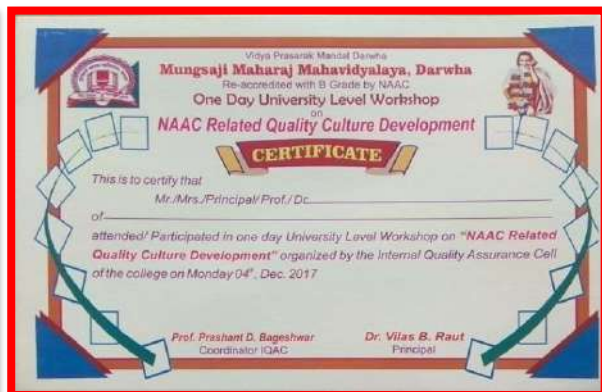 Vidya Prasarak Mandal Darwha
Mungsaji Maharaj Mahavidyalaya, Darwha
Re-accredited with B Grade by NAAC
One Day University Level Workshop
on
NAAC Related Quality Culture Development
CERTIFICATE
This is to certify that
Mr./Mrs./Principal/ Prof./ Dr.
of
attended/ Participated in one day University Level Workshop on "NAAC Related
Quality Culture Development" organized by the Internal Quality Assurance Cell
of the college on Monday 04th, Dec. 2017
Prof. Prashant D. Bageshwar Dr. Vilas B. Raut
Coordinator IQAC Principal